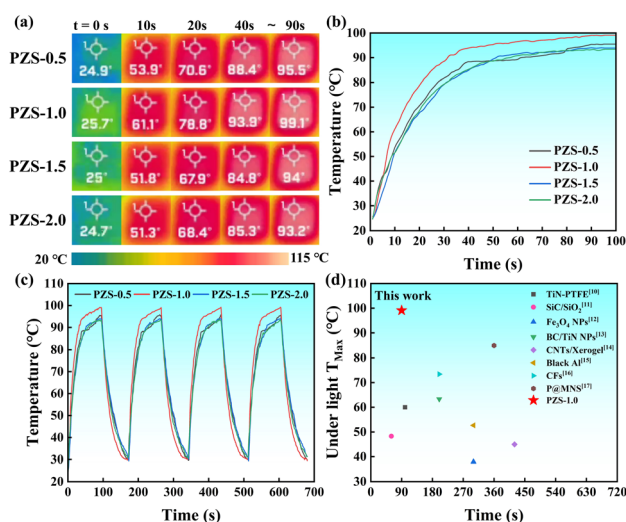 (a)
t = 0 s 10s 20s 40s ~ 90s
PZS-0.5 24.9° 53.9° 70.6° 88.4° 95.5°
PZS-1.0 25.7° 61.1° 78.8° 93.9° 99.1°
PZS-1.5 25° 51.8° 67.9° 84.8° 94°
PZS-2.0 24.7° 51.3° 68.4° 85.3° 93.2°
20 °C 115 °C
(b)
Temperature (°C)
100
90
80
70
60
50
40
30
20
PZS-0.5
PZS-1.0
PZS-1.5
PZS-2.0
0 10 20 30 40 50 60 70 80 90 100
Time (s)
(c)
Temperature (°C)
110
100
90
80
70
60
50
40
30
20
PZS-0.5 PZS-1.0 PZS-1.5 PZS-2.0
0 100 200 300 400 500 600 700
Time (s)
(d)
Under light T_Max (°C)
110
100
90
80
70
60
50
40
30
This work
TiN-PTFE[10]
SiC/SiO₂[11]
Fe₃O₄ NPs[12]
BC/TiN NPs[13]
CNTs/Xerogel[14]
Black Al[15]
CFs[16]
P@MNS[17]
PZS-1.0
0 90 180 270 360 450 540 630 720
Time (s)